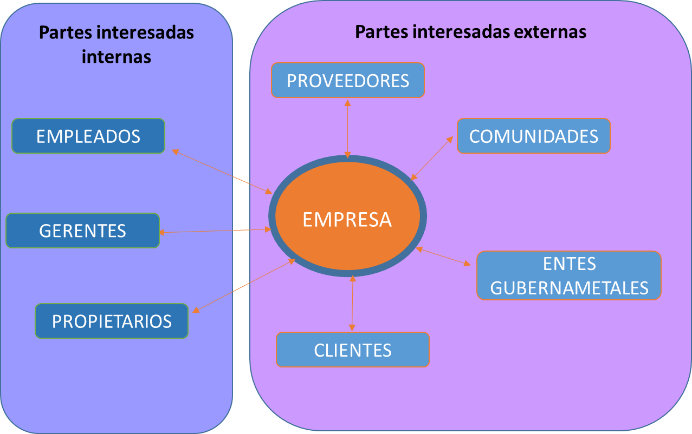 Partes interesadas
internas
EMPLEADOS
GERENTES
PROPIETARIOS
Partes interesadas externas
PROVEEDORES
COMUNIDADES
EMPRESA
ENTES
GUBERNAMETALES
CLIENTES